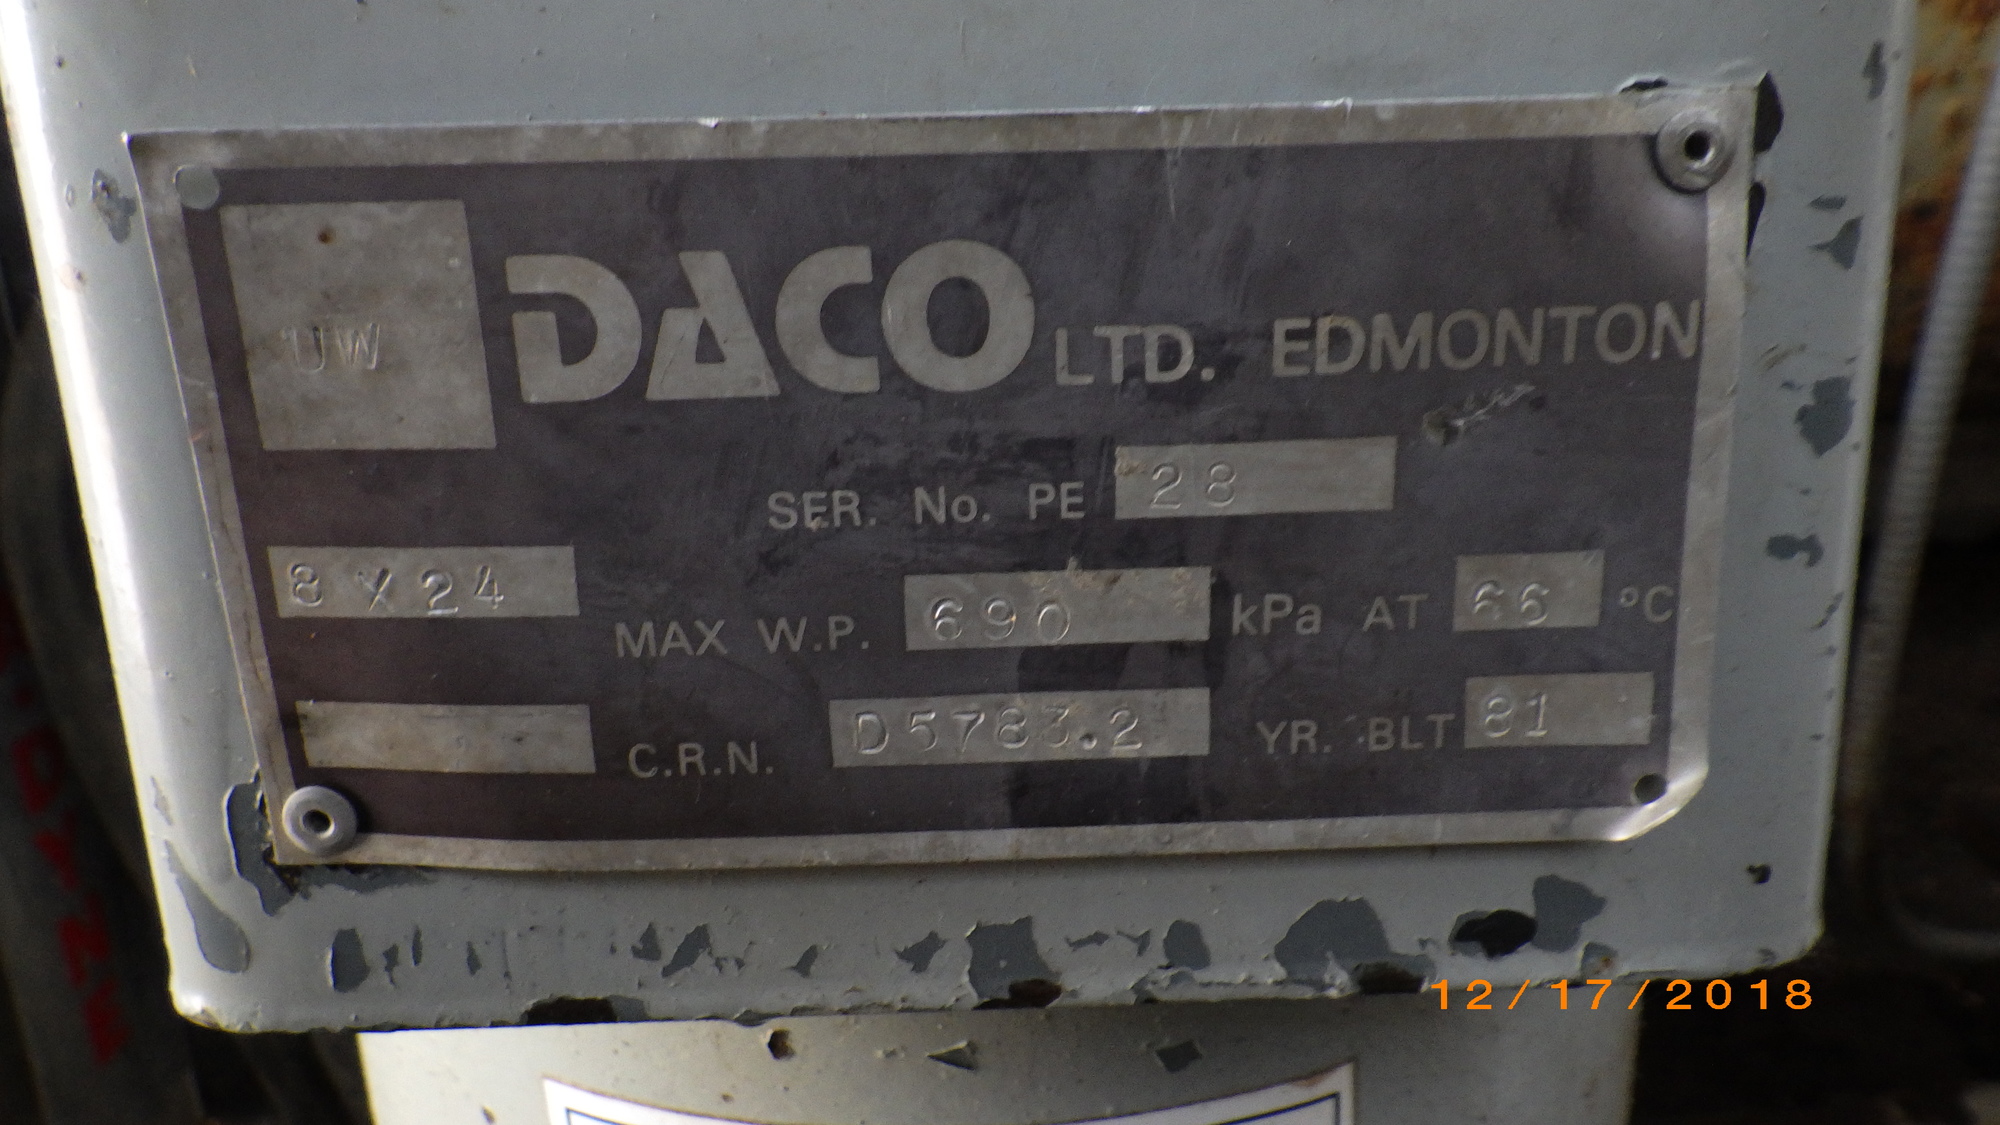 UW
DACO LTD. EDMONTON
SER. No. PE 28
8 X 24
MAX W.P. 690 kPa AT 66 °C
C.R.N. D5783.2 YR. BLT 81
12/17/2018